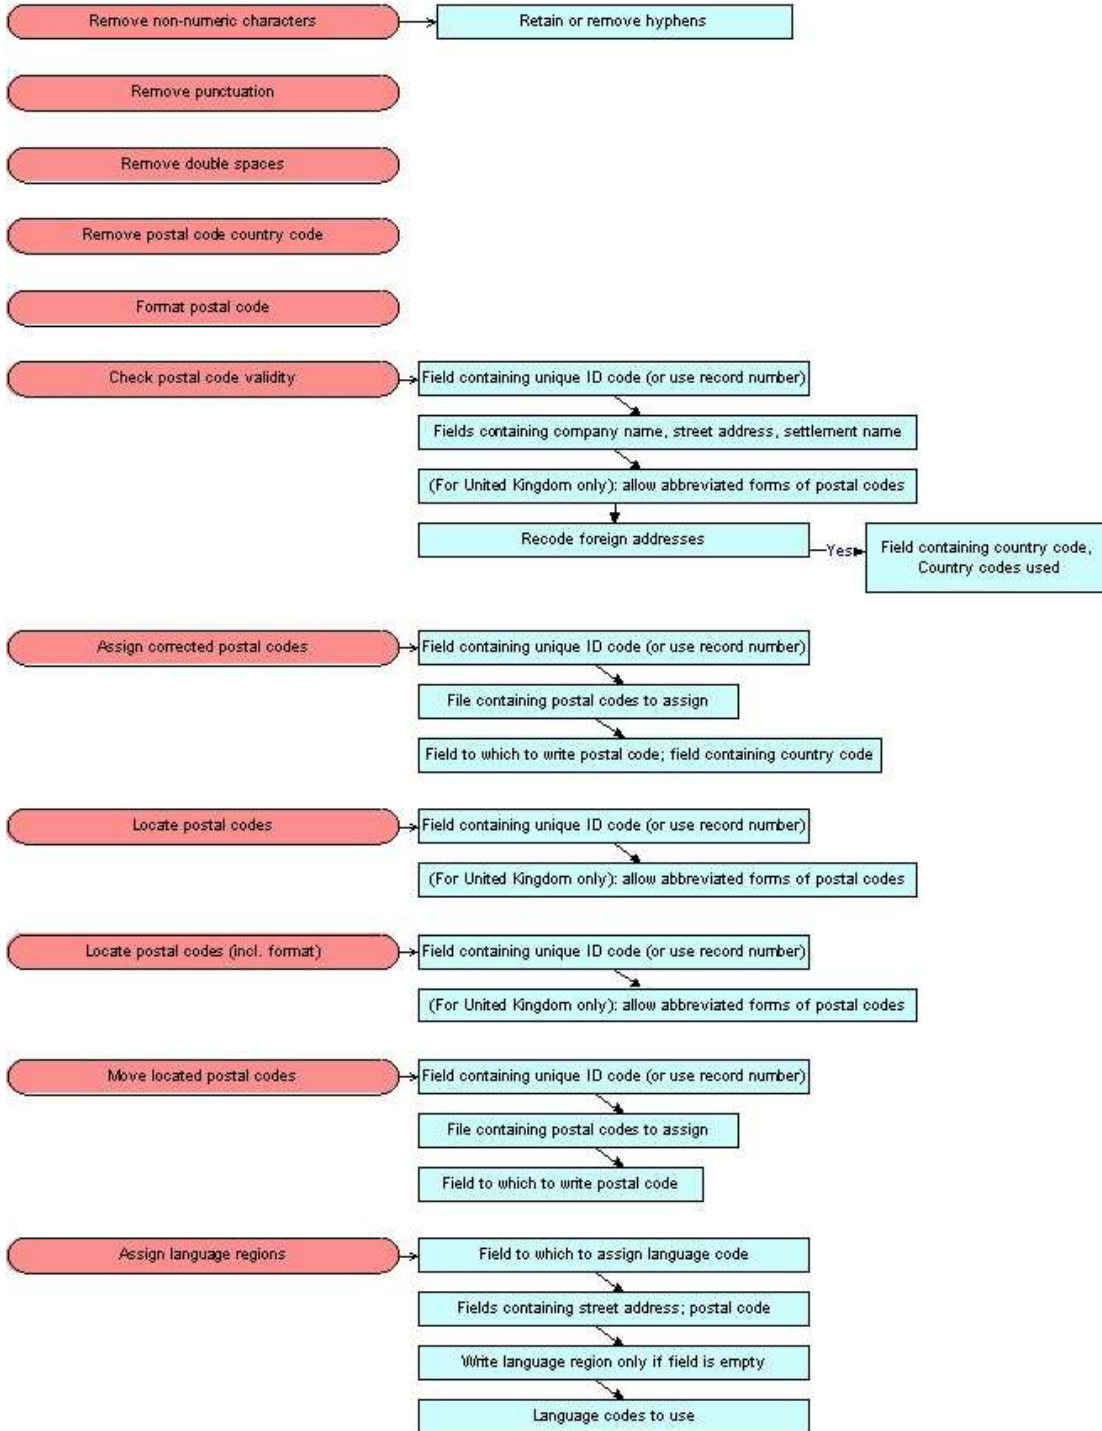 Remove non-numeric characters
Retain or remove hyphens
Remove punctuation
Remove double spaces
Remove postal code country code
Format postal code
Check postal code validity
Field containing unique ID code (or use record number)
Fields containing company name, street address, settlement name
(For United Kingdom only): allow abbreviated forms of postal codes
Recode foreign addresses
Yes
Field containing country code,
Country codes used
Assign corrected postal codes
Field containing unique ID code (or use record number)
File containing postal codes to assign
Field to which to write postal code; field containing country code
Locate postal codes
Field containing unique ID code (or use record number)
(For United Kingdom only): allow abbreviated forms of postal codes
Locate postal codes (incl. format)
Field containing unique ID code (or use record number)
(For United Kingdom only): allow abbreviated forms of postal codes
Move located postal codes
Field containing unique ID code (or use record number)
File containing postal codes to assign
Field to which to write postal code
Assign language regions
Field to which to assign language code
Fields containing street address; postal code
Write language region only if field is empty
Language codes to use